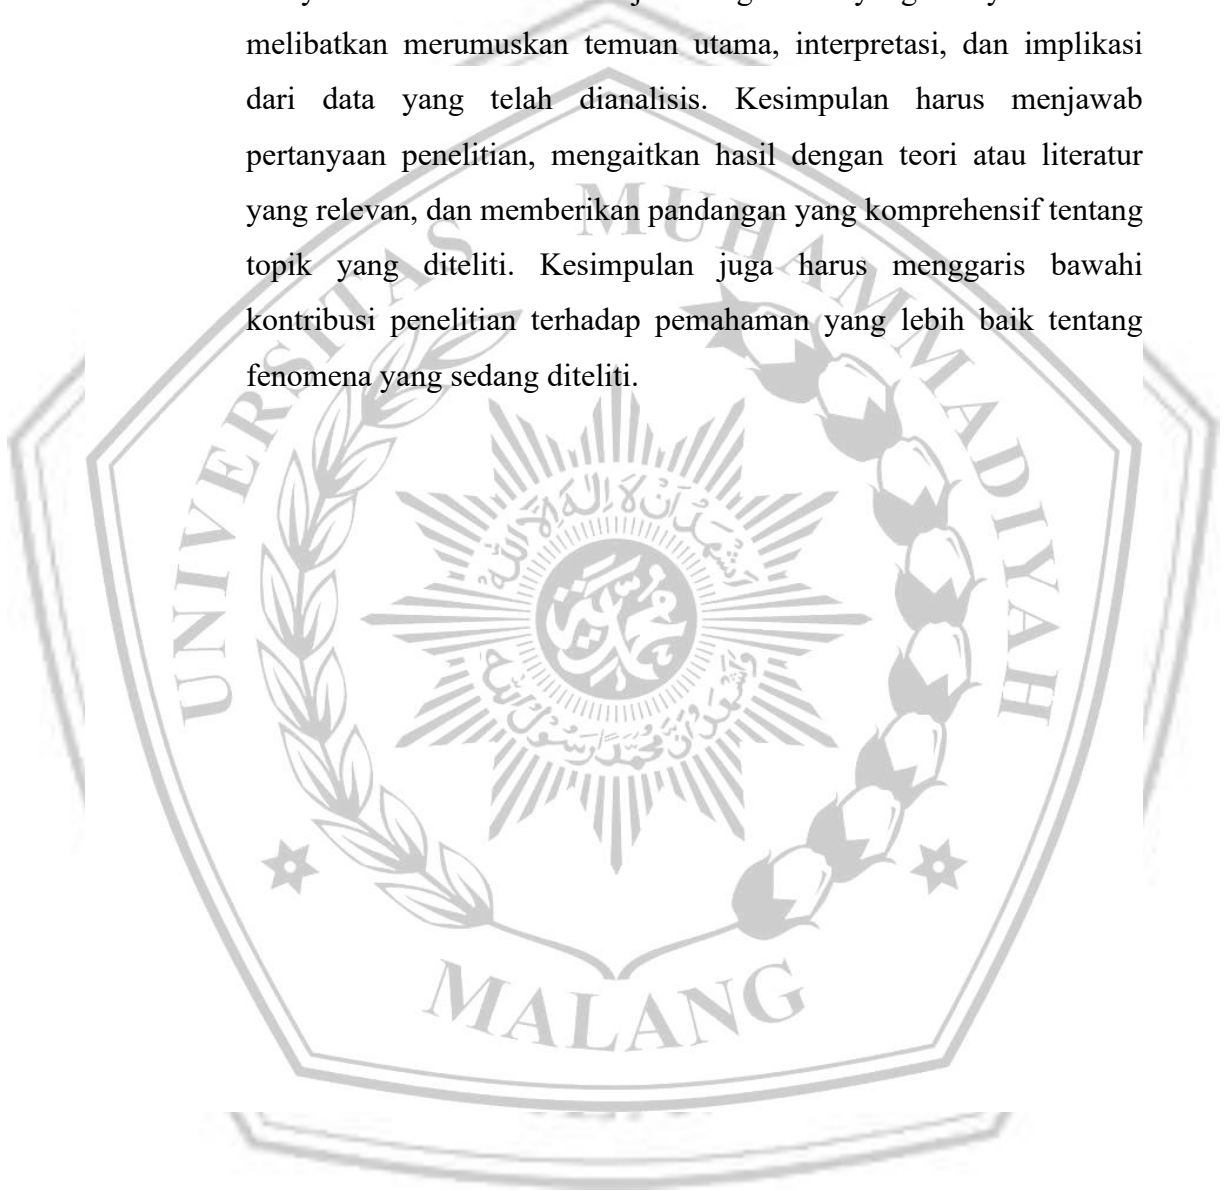 melibatkan merumuskan temuan utama, interpretasi, dan implikasi
dari data yang telah dianalisis. Kesimpulan harus menjawab
pertanyaan penelitian, mengaitkan hasil dengan teori atau literatur
yang relevan, dan memberikan pandangan yang komprehensif tentang
topik yang diteliti. Kesimpulan juga harus menggaris bawahi
kontribusi penelitian terhadap pemahaman yang lebih baik tentang
fenomena yang sedang diteliti.
UNIVERSITAS MUHAMMADIYAH
MALANG